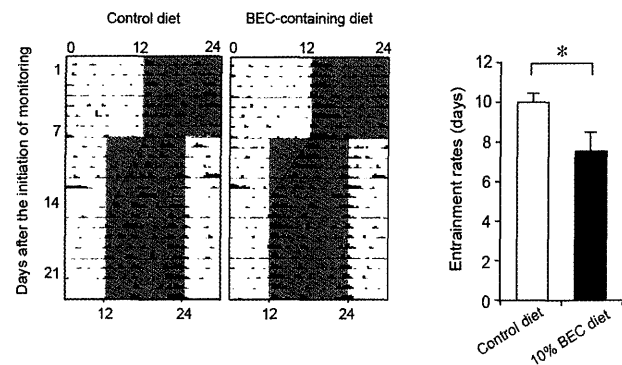 Control diet
BEC-containing diet
0 12 24 0 12 24
Days after the initiation of monitoring
1
7
14
21
12 24 12 24
*
Entrainment rates (days)
12
10
8
6
4
2
0
Control diet
10% BEC diet